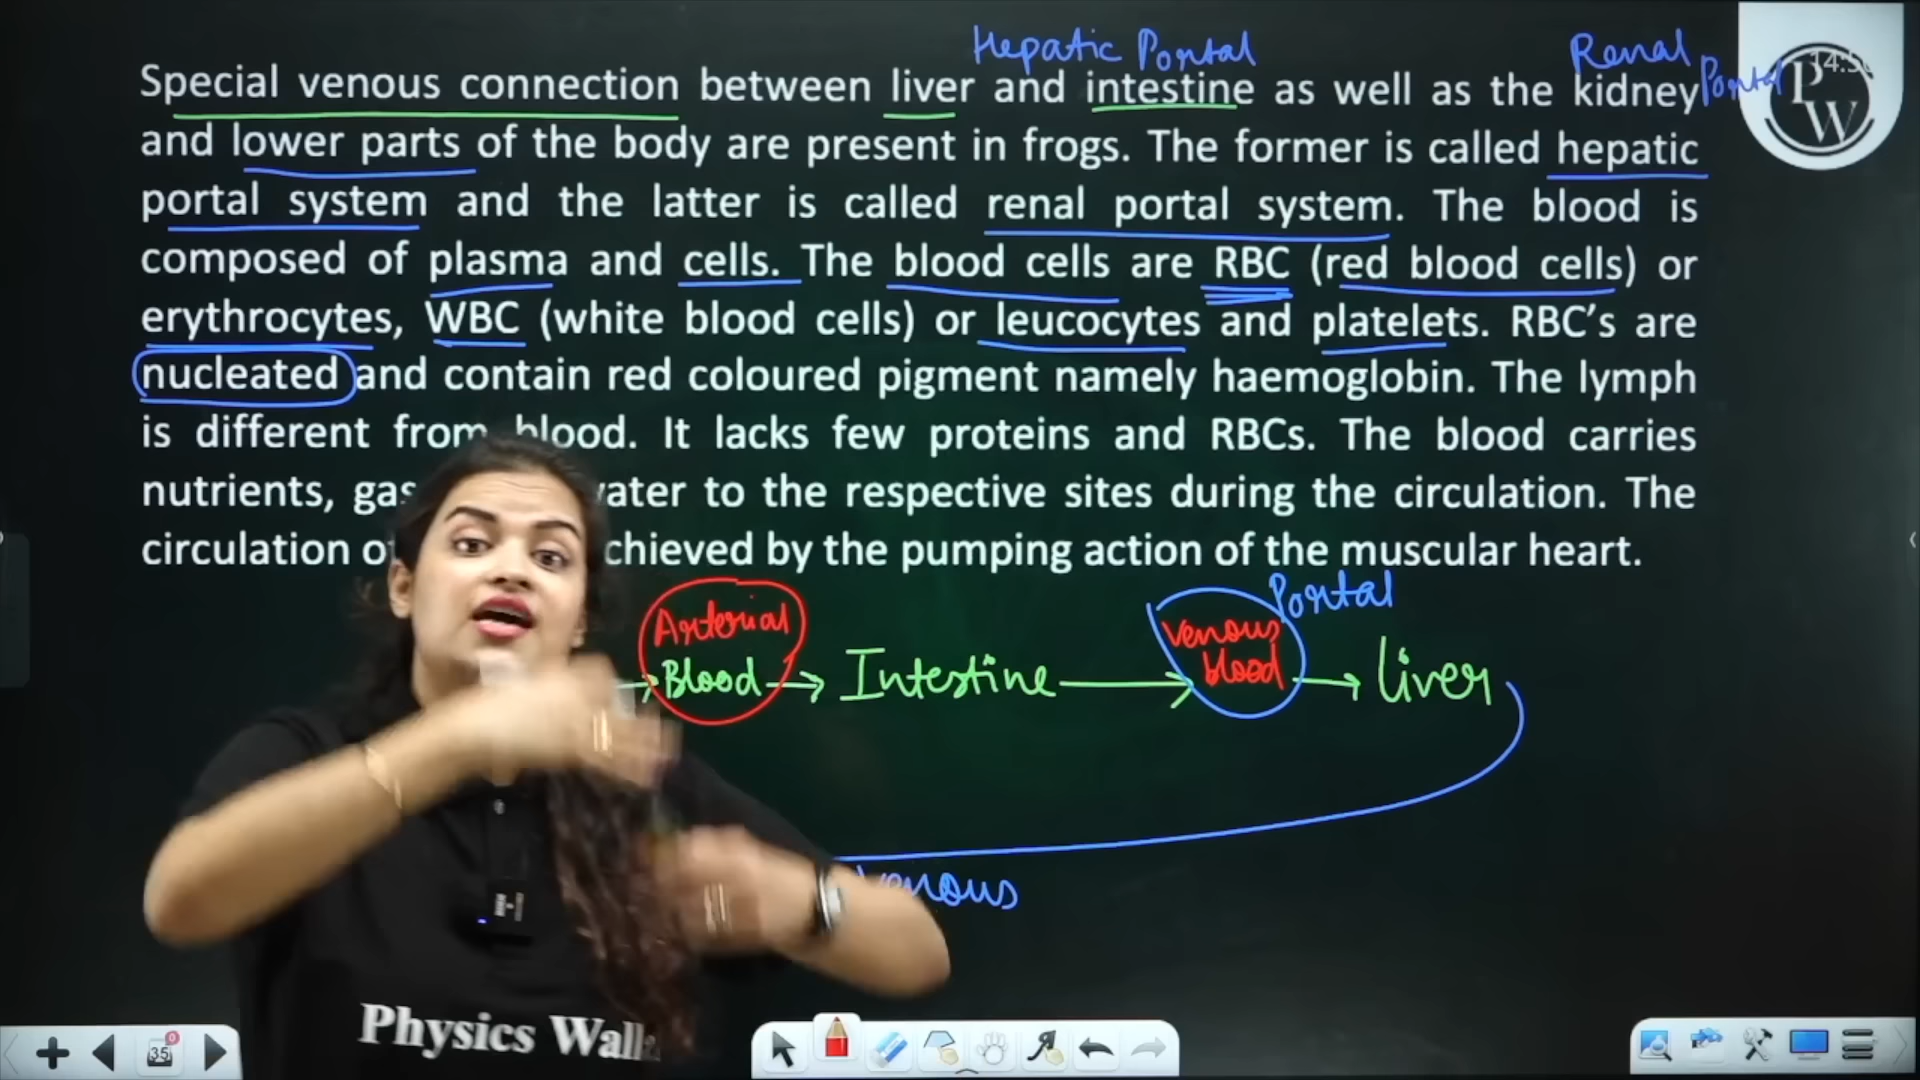 Hepatic Portal
Renal
Portal
14:5
PW
Special venous connection between liver and intestine as well as the kidney
and lower parts of the body are present in frogs. The former is called hepatic
portal system and the latter is called renal portal system. The blood is
composed of plasma and cells. The blood cells are RBC (red blood cells) or
erythrocytes, WBC (white blood cells) or leucocytes and platelets. RBC’s are
nucleated and contain red coloured pigment namely haemoglobin. The lymph
is different from blood. It lacks few proteins and RBCs. The blood carries
nutrients, to the respective sites during the circulation. The
circulation by the pumping action of the muscular heart.
Portal
Arterial Venous
Blood → Intestine → blood → liver
Venous
Physics
35
0